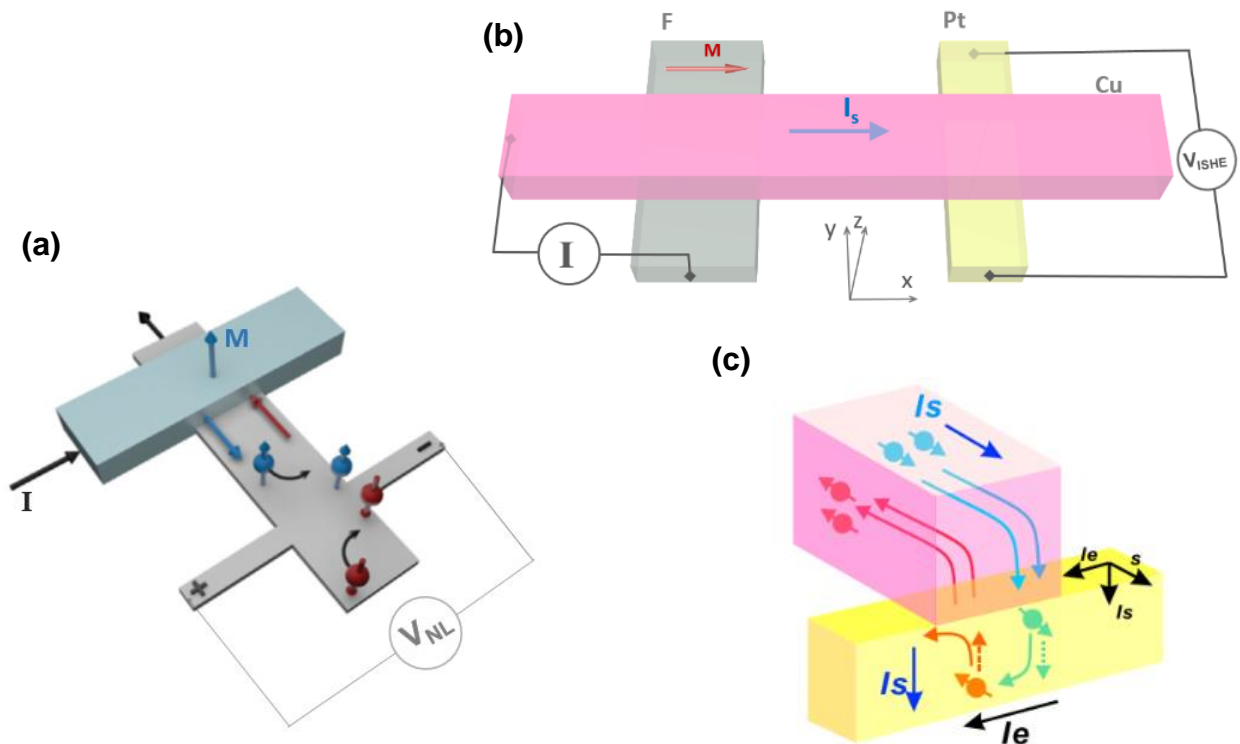 (b)
F
Pt
M
Cu
Is
VISHE
I
y
z
x
(a)
M
I
-
+
VNL
(c)
Is
Ie
s
Is
Is
Ie